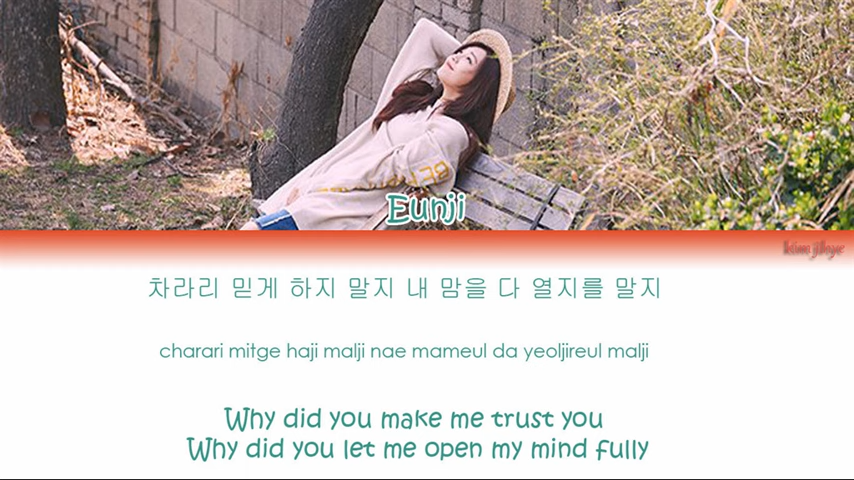 Eunji
kim jihye
차라리 믿게 하지 말지 내 맘을 다 열지를 말지
charari mitge haji malji nae mameul da yeoljireul malji
Why did you make me trust you
Why did you let me open my mind fully